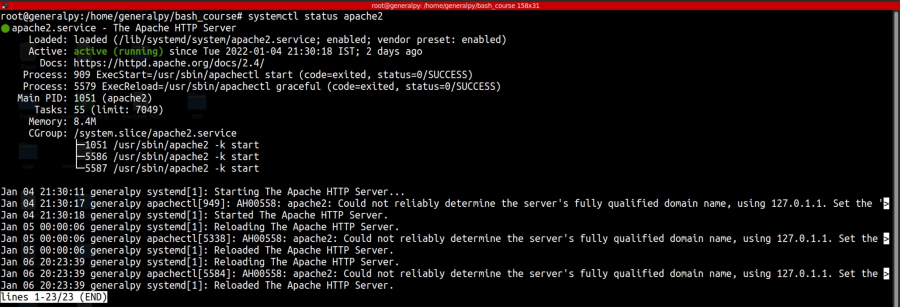 root@generalpy: /home/generalpy/bash_course 158x31
root@generalpy:/home/generalpy/bash_course# systemctl status apache2
apache2.service - The Apache HTTP Server
Loaded: loaded (/lib/systemd/system/apache2.service; enabled; vendor preset: enabled)
Active: active (running) since Tue 2022-01-04 21:30:18 IST; 2 days ago
Docs: https://httpd.apache.org/docs/2.4/
Process: 909 ExecStart=/usr/sbin/apachectl start (code=exited, status=0/SUCCESS)
Process: 5579 ExecReload=/usr/sbin/apachectl graceful (code=exited, status=0/SUCCESS)
Main PID: 1051 (apache2)
Tasks: 55 (limit: 7049)
Memory: 8.4M
CGroup: /system.slice/apache2.service
├─1051 /usr/sbin/apache2 -k start
├─5586 /usr/sbin/apache2 -k start
└─5587 /usr/sbin/apache2 -k start
Jan 04 21:30:11 generalpy systemd[1]: Starting The Apache HTTP Server...
Jan 04 21:30:17 generalpy apachectl[949]: AH00558: apache2: Could not reliably determine the server's fully qualified domain name, using 127.0.1.1. Set the '>
Jan 04 21:30:18 generalpy systemd[1]: Started The Apache HTTP Server.
Jan 05 00:00:06 generalpy systemd[1]: Reloading The Apache HTTP Server.
Jan 05 00:00:06 generalpy apachectl[5338]: AH00558: apache2: Could not reliably determine the server's fully qualified domain name, using 127.0.1.1. Set the >
Jan 05 00:00:06 generalpy systemd[1]: Reloaded The Apache HTTP Server.
Jan 06 20:23:39 generalpy systemd[1]: Reloading The Apache HTTP Server.
Jan 06 20:23:39 generalpy apachectl[5584]: AH00558: apache2: Could not reliably determine the server's fully qualified domain name, using 127.0.1.1. Set the >
Jan 06 20:23:39 generalpy systemd[1]: Reloaded The Apache HTTP Server.
lines 1-23/23 (END)